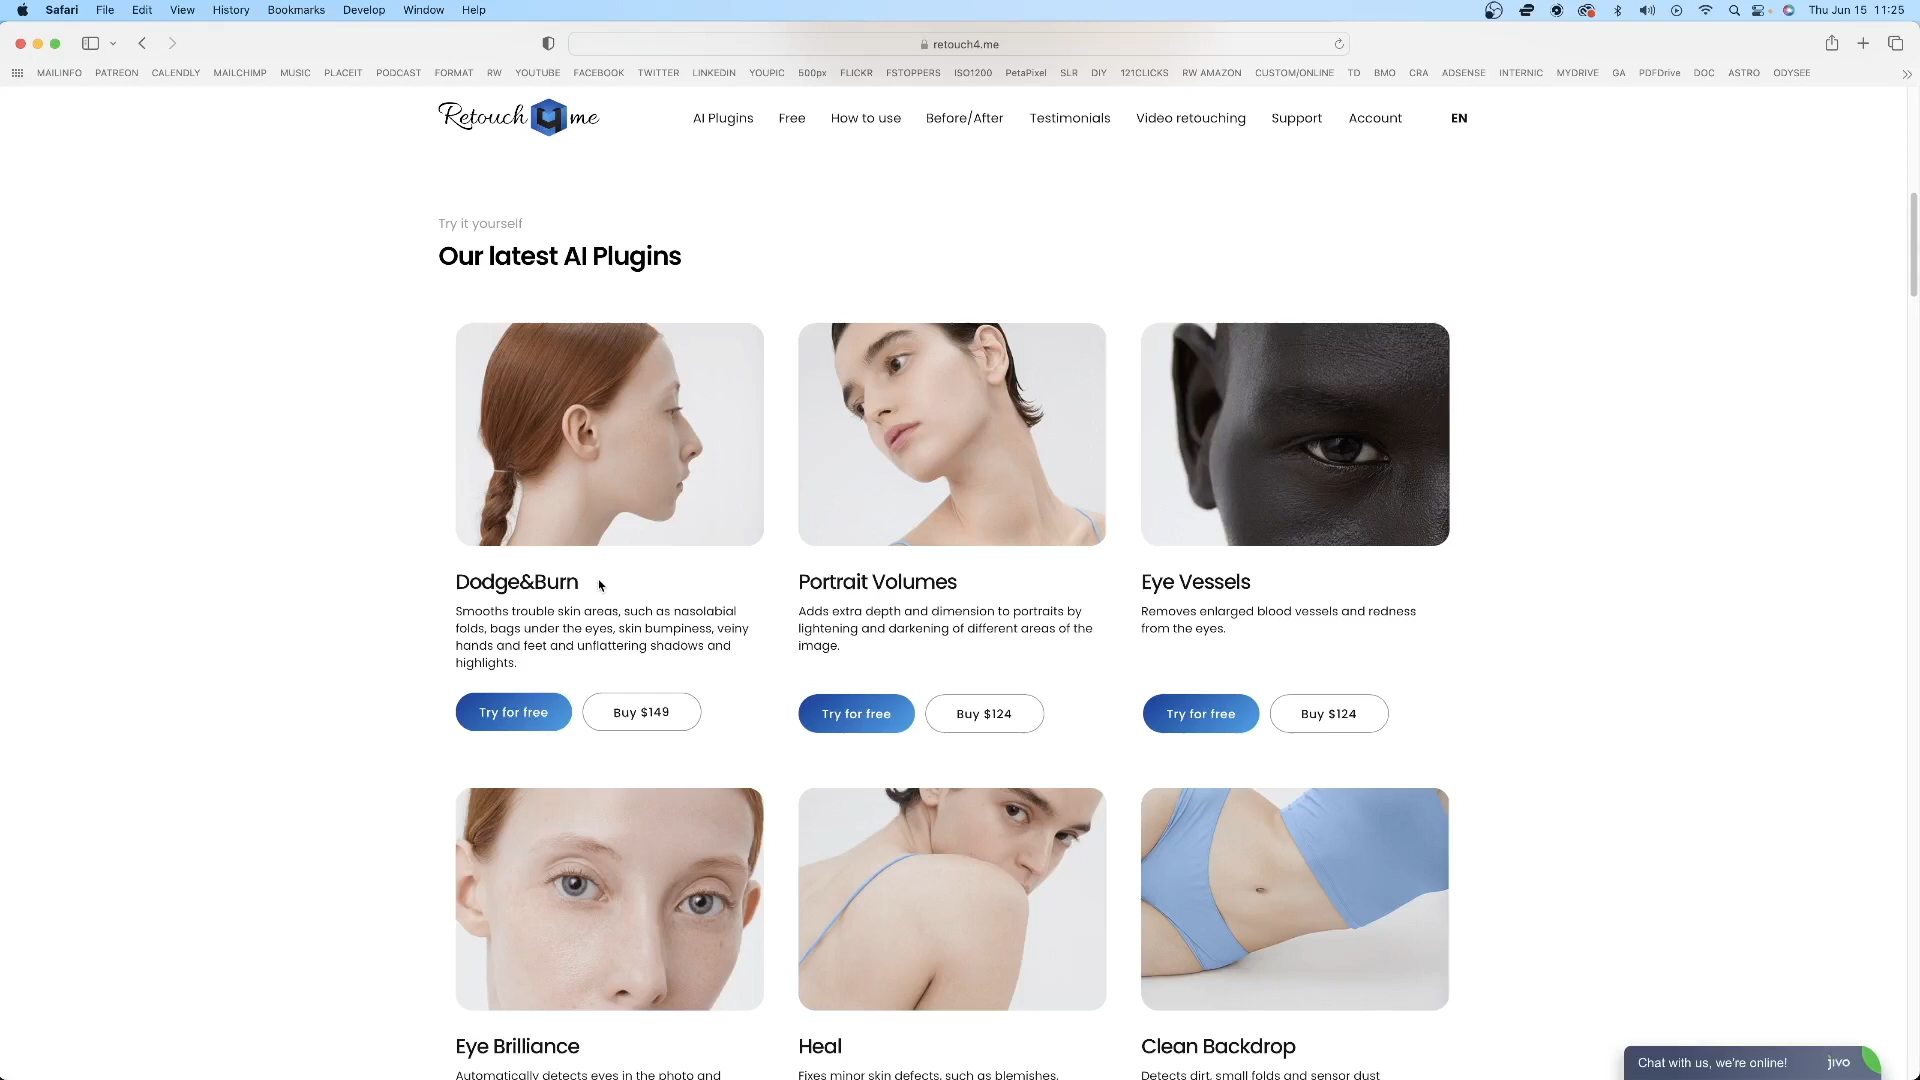 Safari File Edit View History Bookmarks Develop Window Help Thu Jun 15 11:25
retouch4.me
MAILINFO PATREON CALENDLY MAILCHIMP MUSIC PLACEIT PODCAST FORMAT RW YOUTUBE FACEBOOK TWITTER LINKEDIN YOUPIC 500px FLICKR FSTOPPERS ISO1200 PetaPixel SLR DIY 121CLICKS RW AMAZON CUSTOM/ONLINE TD BMO CRA ADSENSE INTERNIC MYDRIVE GA PDFDrive DOC ASTRO ODYSEE
Retouch 4 me AI Plugins Free How to use Before/After Testimonials Video retouching Support Account EN
Try it yourself
Our latest AI Plugins
Dodge&Burn
Smooths trouble skin areas, such as nasolabial
folds, bags under the eyes, skin bumpiness, veiny
hands and feet and unflattering shadows and
highlights.
Try for free Buy $149
Portrait Volumes
Adds extra depth and dimension to portraits by
lightening and darkening of different areas of the
image.
Try for free Buy $124
Eye Vessels
Removes enlarged blood vessels and redness
from the eyes.
Try for free Buy $124
Eye Brilliance
Automatically detects eyes in the photo and
Heal
Fixes minor skin defects, such as blemishes,
Clean Backdrop
Detects dirt, small folds and sensor dust
Chat with us, we're online! jivo